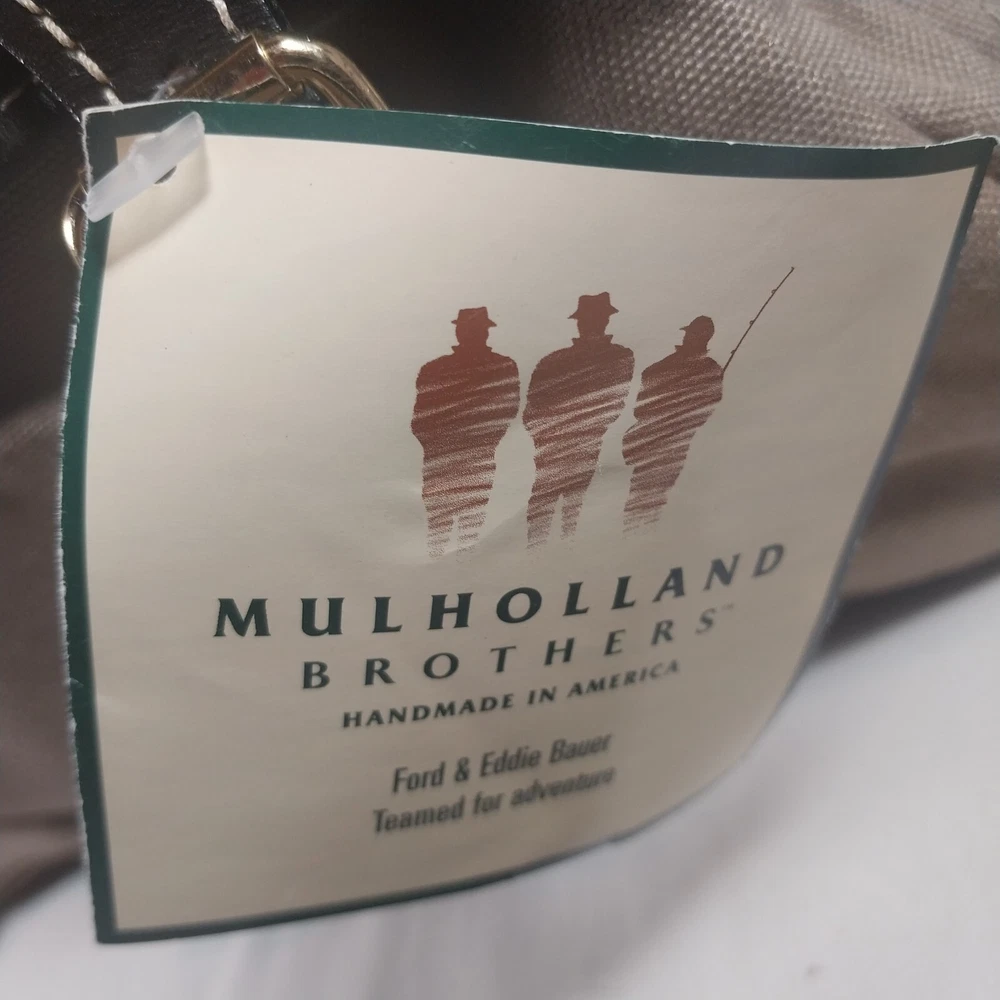 MULHOLLAND
BROTHERS™
HANDMADE IN AMERICA
Ford & Eddie Bauer
Teamed for adventure